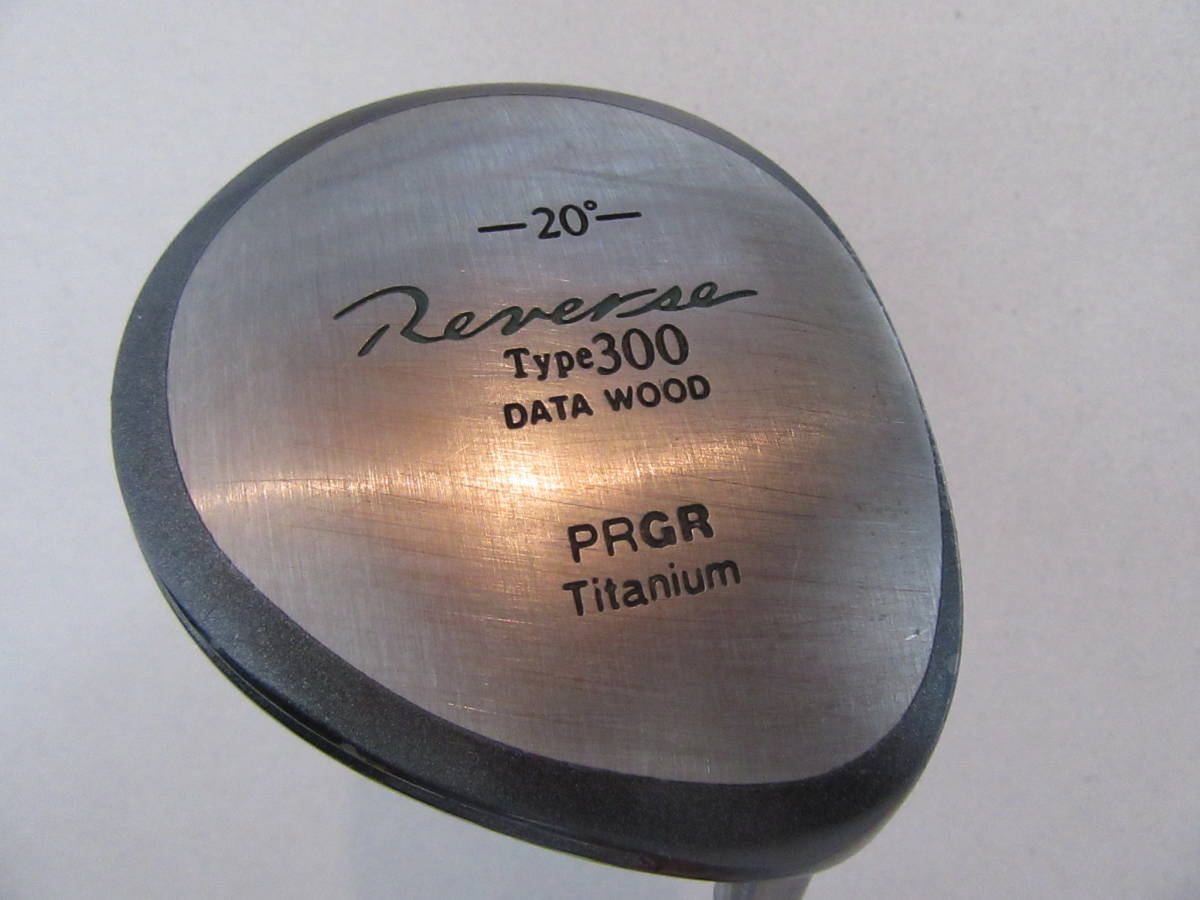 —20°—
Reverse
Type300
DATA WOOD
PRGR
Titanium